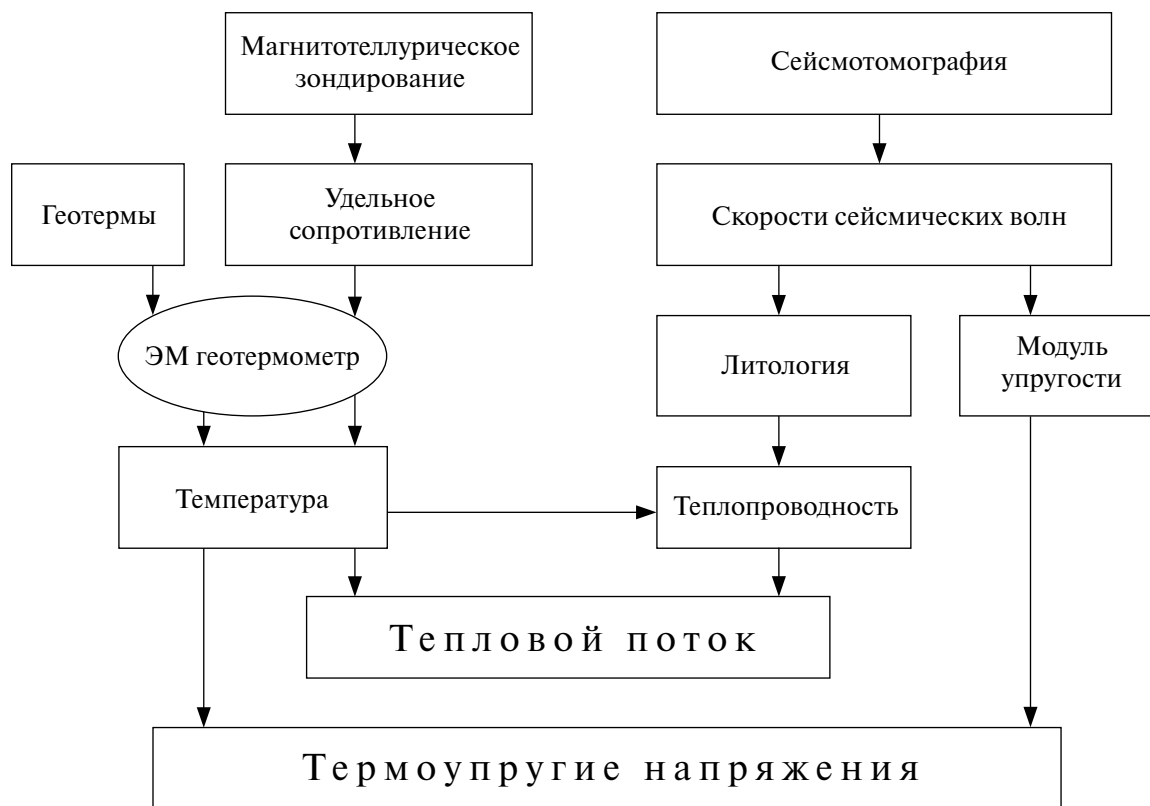 Магнитотеллурическое
зондирование
Сейсмотомография
Геотермы
Удельное
сопротивление
Скорости сейсмических волн
ЭМ геотермометр
Литология
Модуль
упругости
Температура
Теплопроводность
Тепловой поток
Термоупругие напряжения